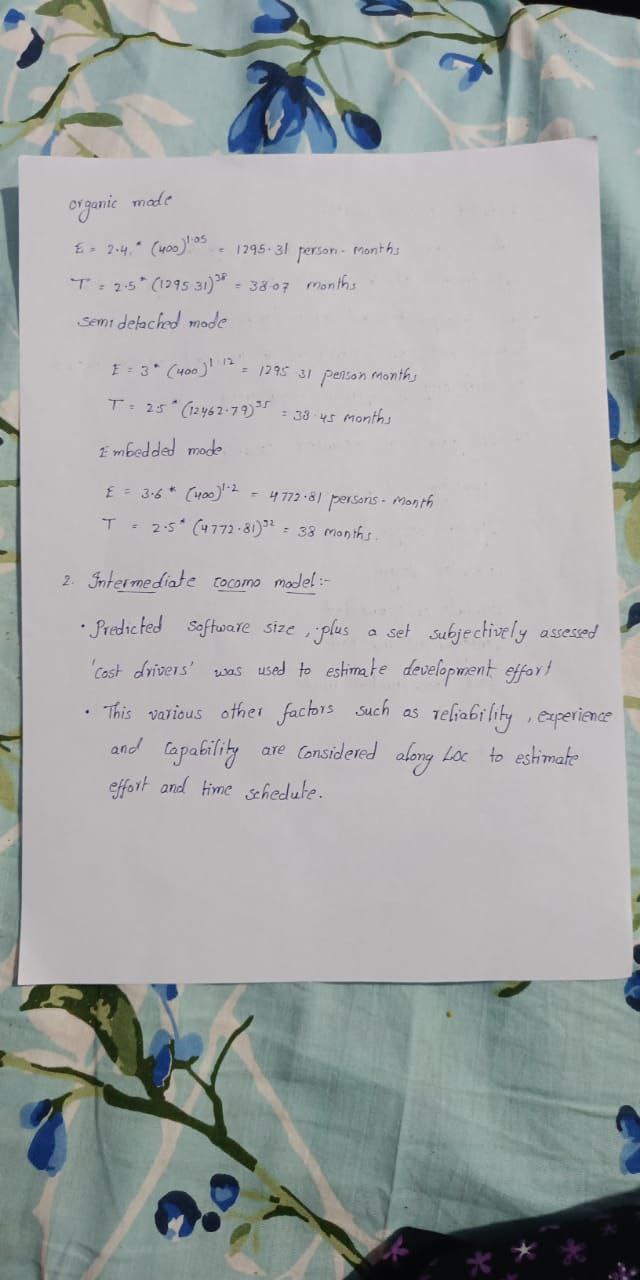 organic mode
E = 2.4 * (400)1.05 = 1295.31 person-months
T = 2.5 * (1295.31)38 = 38.07 months
semi detached mode
E = 3* (400)1.12 = 1295 31 person months
T = 25 * (12462.79)35 = 38.45 months
Embedded mode
E = 3.6 * (400)1.2 = 4772.81 persons-month
T = 2.5* (4772.81)32 = 38 months.
2. Intermediate cocomo model:-
• Predicted software size, plus a set subjectively assessed
'cost drivers' was used to estimate development effort
• This various other factors such as reliability, experience
and capability are considered along LOC to estimate
effort and time schedule.